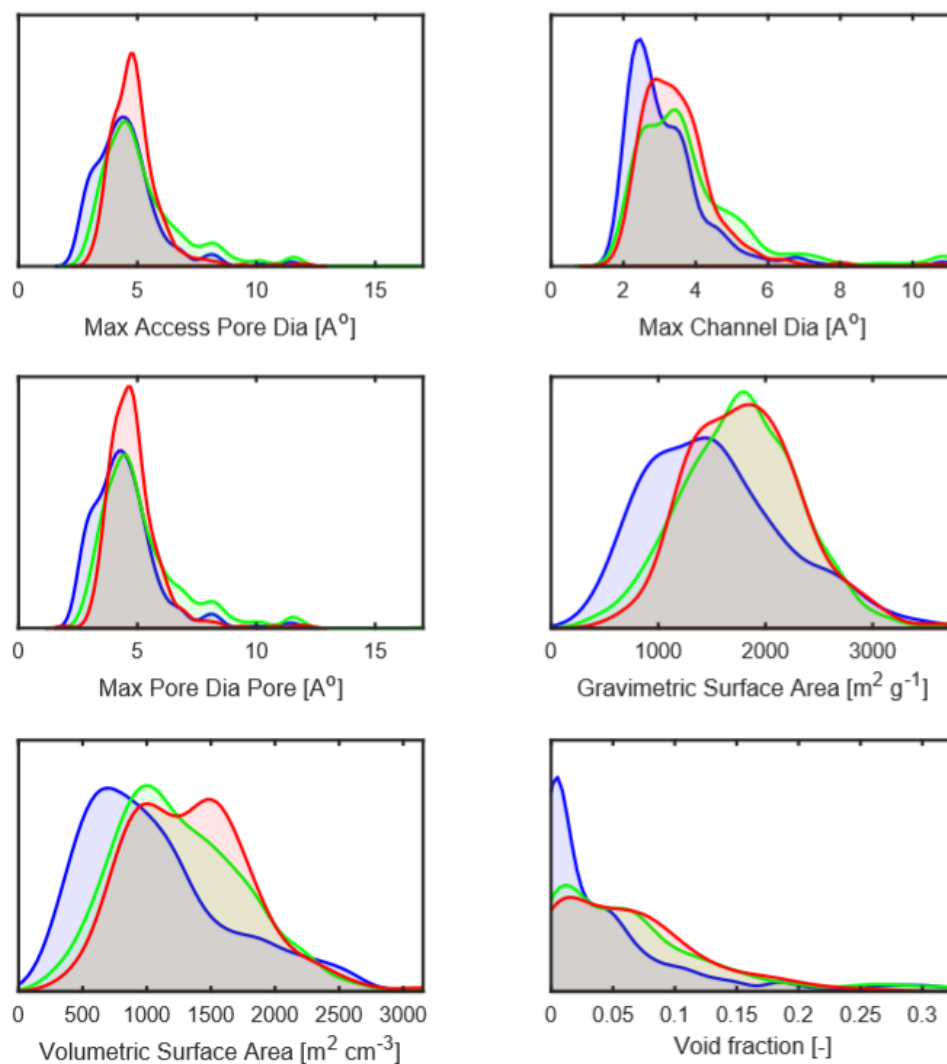 0 5 10 15
Max Access Pore Dia [A⁰]
2 4 6 8 10
Max Channel Dia [A⁰]
0 5 10 15
Max Pore Dia Pore [A⁰]
0 1000 2000 3000
Gravimetric Surface Area [m² g⁻¹]
0 500 1000 1500 2000 2500 3000
Volumetric Surface Area [m² cm⁻³]
0 0.05 0.1 0.15 0.2 0.25 0.3
Void fraction [-]